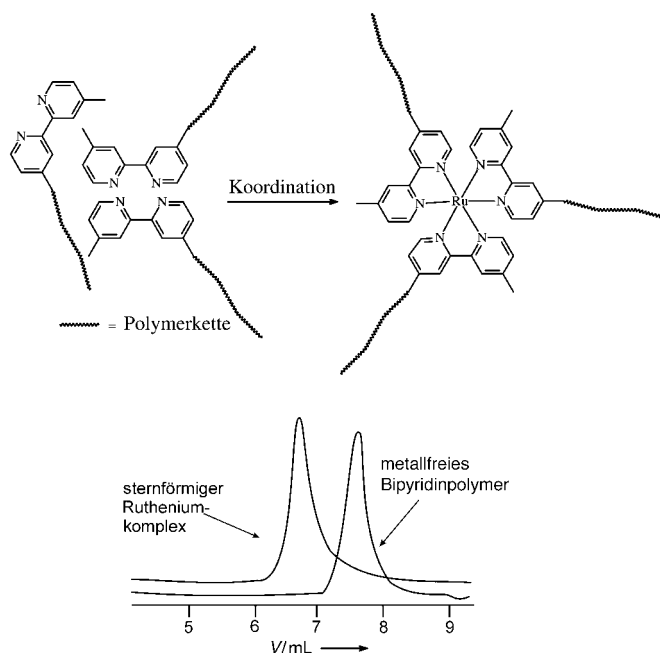 N
N
N
N
N
N
Koordination
N
N
N
Ru
N
N
N
= Polymerkette
sternförmiger
Ruthenium-
komplex
metallfreies
Bipyridinpolymer
5 6 7 8 9
V/mL